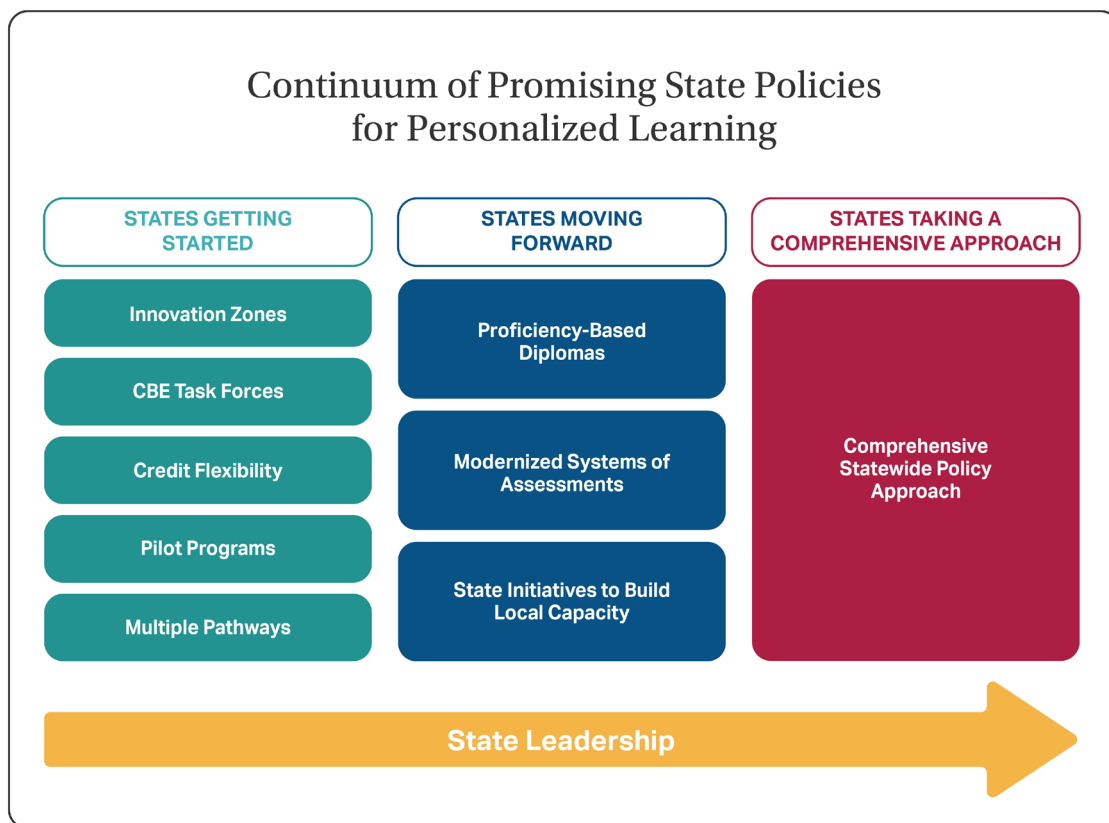 Continuum of Promising State Policies
for Personalized Learning
STATES GETTING
STARTED
Innovation Zones
CBE Task Forces
Credit Flexibility
Pilot Programs
Multiple Pathways
STATES MOVING
FORWARD
Proficiency-Based
Diplomas
Modernized Systems of
Assessments
State Initiatives to Build
Local Capacity
STATES TAKING A
COMPREHENSIVE APPROACH
Comprehensive
Statewide Policy
Approach
State Leadership